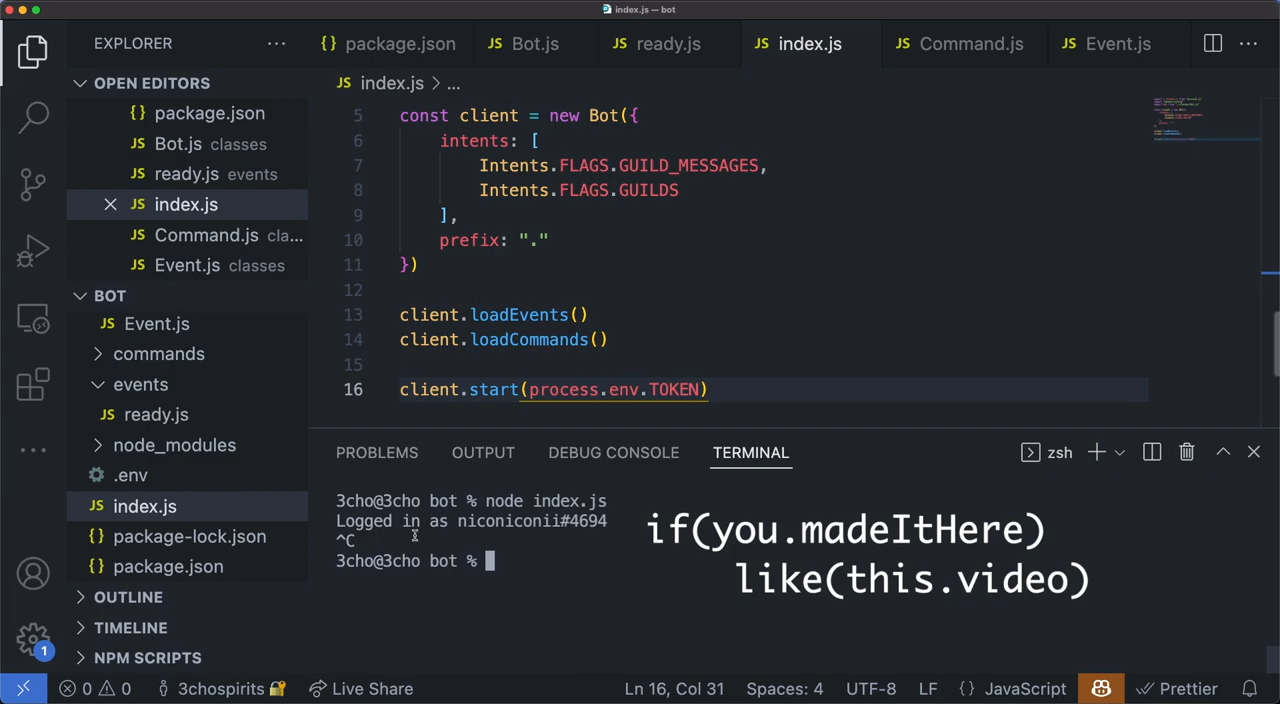 index.js — bot
EXPLORER
{} package.json
JS Bot.js
JS ready.js
JS index.js
JS Command.js
JS Event.js
OPEN EDITORS
{} package.json
JS Bot.js classes
JS ready.js events
JS index.js
JS Command.js cla...
JS Event.js classes
BOT
JS Event.js
commands
events
JS ready.js
node_modules
.env
JS index.js
{} package-lock.json
{} package.json
OUTLINE
TIMELINE
NPM SCRIPTS
JS index.js > ...
5 const client = new Bot({
6 intents: [
7 Intents.FLAGS.GUILD_MESSAGES,
8 Intents.FLAGS.GUILDS
9 ],
10 prefix: "."
11 })
12
13 client.loadEvents()
14 client.loadCommands()
15
16 client.start(process.env.TOKEN)
PROBLEMS OUTPUT DEBUG CONSOLE TERMINAL
zsh
3cho@3cho bot % node index.js
Logged in as niconiconii#4694
^C
3cho@3cho bot %
if(you.madeItHere)
like(this.video)
1
0 0 3chospirits Live Share Ln 16, Col 31 Spaces: 4 UTF-8 LF {} JavaScript Prettier